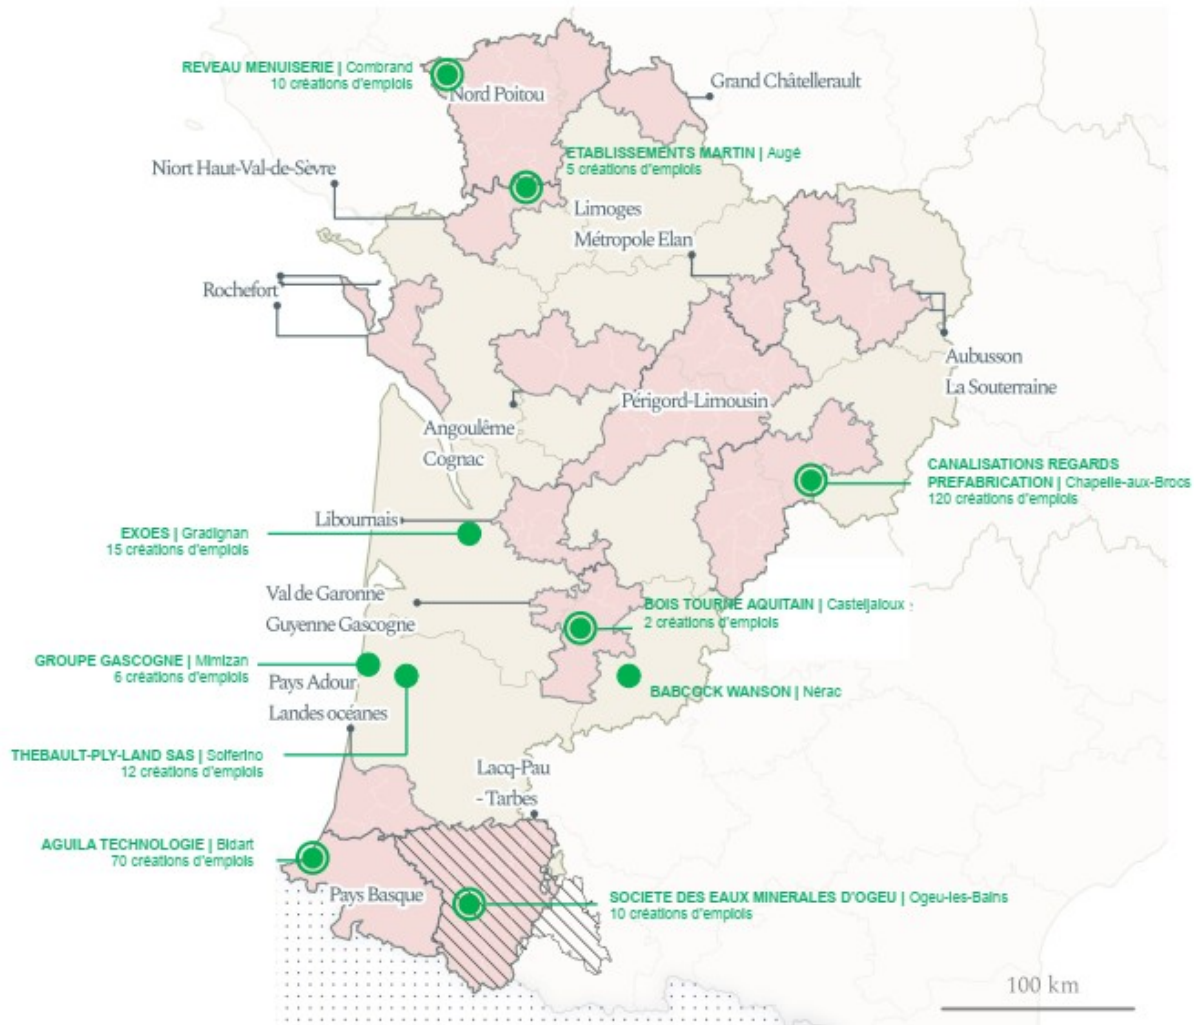 REVEAU MENUISERIE | Combrand
10 créations d'emplois
Nord Poitou
Grand Châtellerault
ETABLISSEMENTS MARTIN | Augé
5 créations d'emplois
Niort Haut-Val-de-Sèvre
Limoges
Métropole Elan
Rochefort
Aubusson
La Souterraine
Périgord-Limousin
Angoulême
Cognac
CANALISATIONS REGARDS
PREFABRICATION | Chapelle-aux-Brocs
120 créations d'emplois
Libournais
EXOES | Gradignan
15 créations d'emplois
Val de Garonne
Guyenne Gascogne
BOIS TOURNE AQUITAIN | Casteljaloux
2 créations d'emplois
GROUPE GASCOGNE | Mimizan
6 créations d'emplois
Pays Adour
Landes océanes
BABCOCK WANSON | Nérac
THEBAULT-PLY-LAND SAS | Solferino
12 créations d'emplois
Lacq-Pau
- Tarbes
AGUILA TECHNOLOGIE | Bidart
70 créations d'emplois
Pays Basque
SOCIETE DES EAUX MINERALES D'OGEU | Ogeu-les-Bains
10 créations d'emplois
100 km